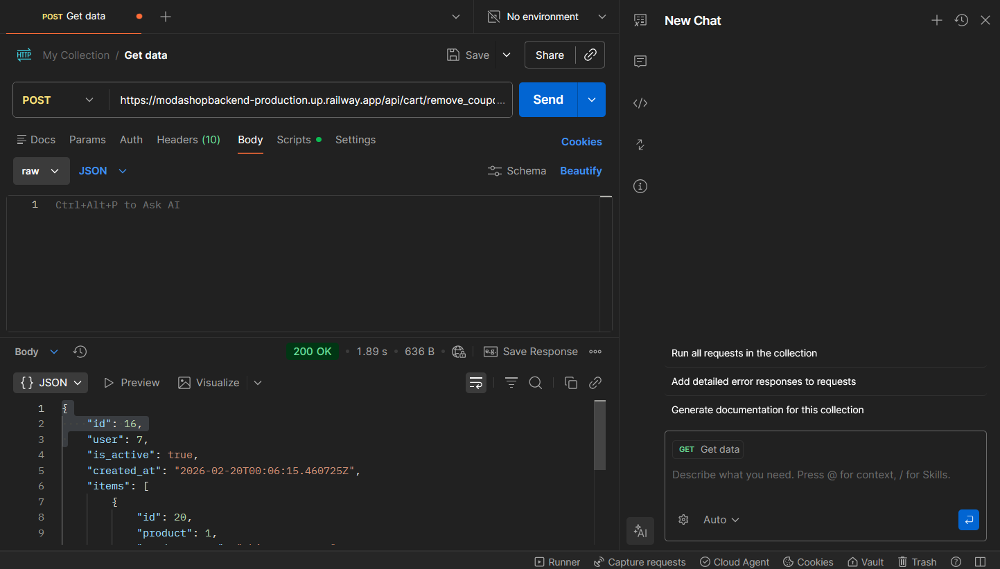 POST Get data
No environment
New Chat
HTTP My Collection / Get data
Save
Share
POST
https://modashopbackend-production.up.railway.app/api/cart/remove_coupo...
Send
Docs Params Auth Headers (10) Body Scripts Settings
Cookies
raw JSON
Schema Beautify
1 Ctrl+Alt+P to Ask AI
Body
200 OK • 1.89 s • 636 B •
e.g. Save Response
{} JSON Preview Visualize
1 {
2 "id": 16,
3 "user": 7,
4 "is_active": true,
5 "created_at": "2026-02-20T00:06:15.460725Z",
6 "items": [
7 {
8 "id": 20,
9 "product": 1,
Run all requests in the collection
Add detailed error responses to requests
Generate documentation for this collection
GET Get data
Describe what you need. Press @ for context, / for Skills.
Auto
AI
Runner Capture requests Cloud Agent Cookies Vault Trash